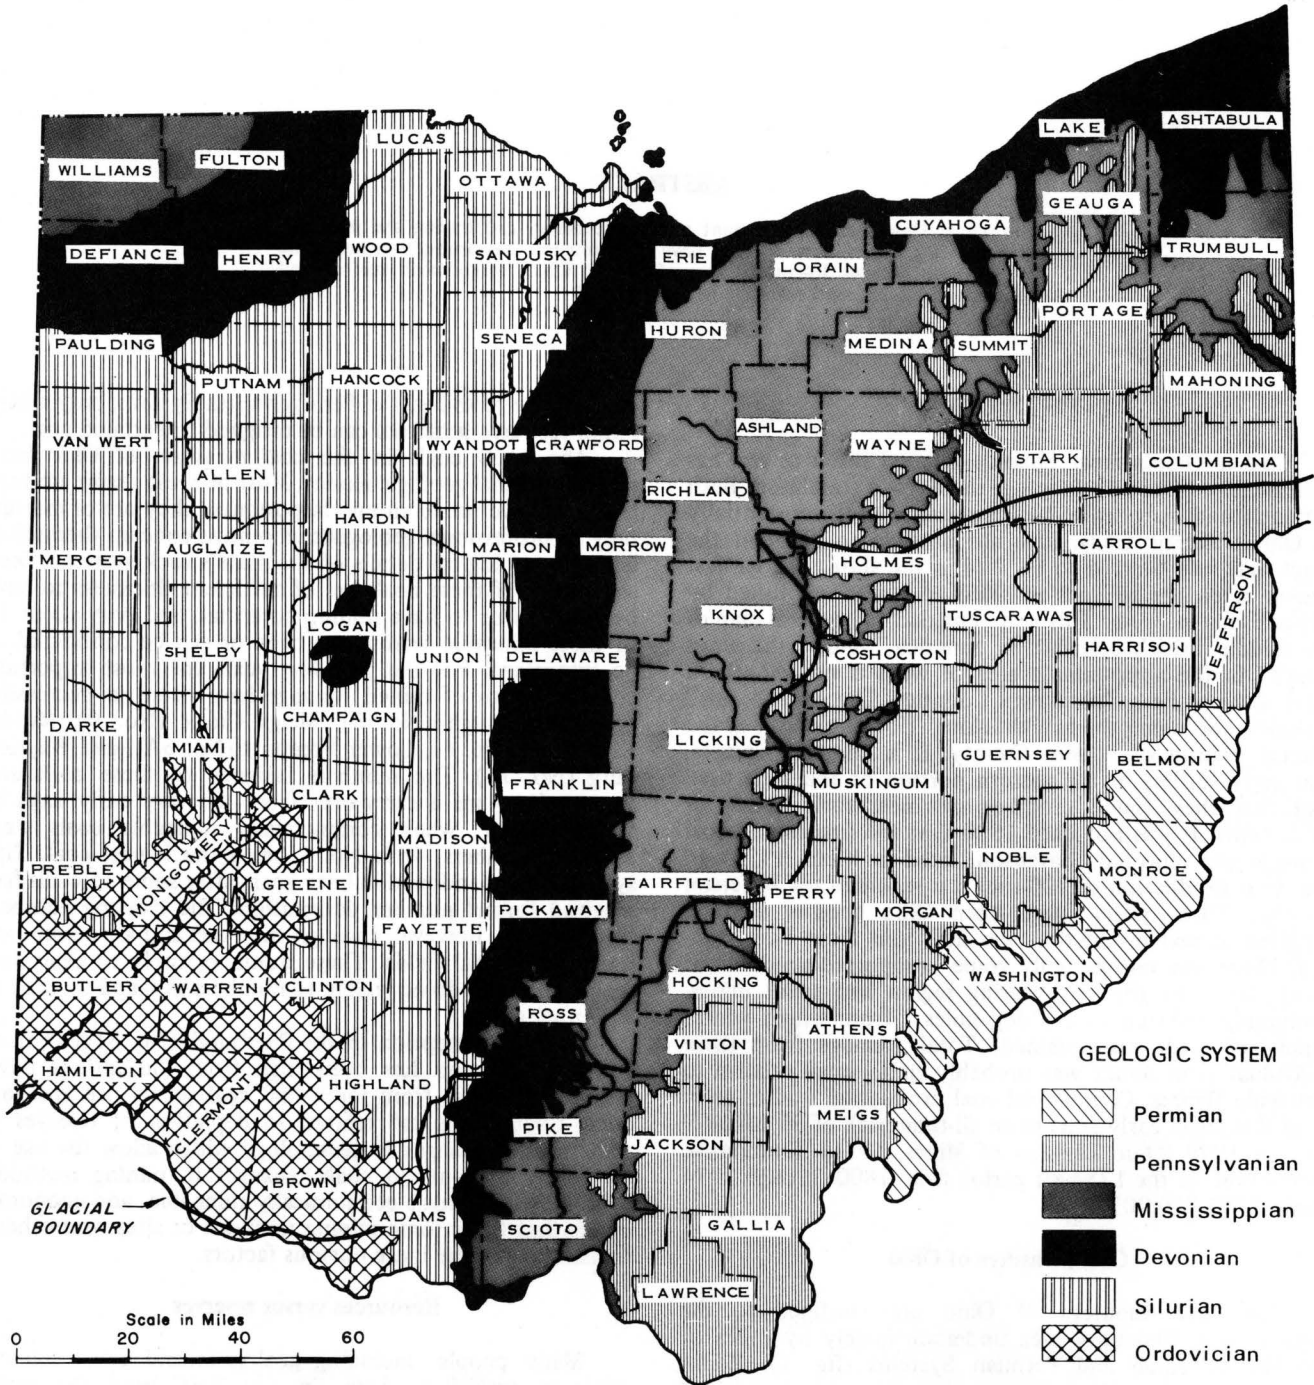 LAKE
ASHTABULA
LUCAS
FULTON
WILLIAMS
OTTAWA
GEAUGA
CUYAHOGA
WOOD
TRUMBULL
DEFIANCE
HENRY
SANDUSKY
ERIE
LORAIN
PORTAGE
HURON
SENECA
MEDINA
SUMMIT
PAULDING
PUTNAM
HANCOCK
MAHONING
ASHLAND
VAN WERT
WYANDOT
CRAWFORD
WAYNE
STARK
COLUMBIANA
ALLEN
RICHLAND
HARDIN
MERCER
AUGLAIZE
MARION
MORROW
HOLMES
CARROLL
JEFFERSON
LOGAN
KNOX
TUSCARAWAS
SHELBY
UNION
DELAWARE
COSHOCTON
HARRISON
CHAMPAIGN
DARKE
MIAMI
LICKING
GUERNSEY
BELMONT
CLARK
FRANKLIN
MUSKINGUM
MADISON
PREBLE
MONTGOMERY
GREENE
FAIRFIELD
PERRY
NOBLE
MONROE
FAYETTE
PICKAWAY
MORGAN
BUTLER
WARREN
CLINTON
HOCKING
WASHINGTON
ROSS
ATHENS
VINTON
HAMILTON
HIGHLAND
CLERMONT
PIKE
JACKSON
MEIGS
BROWN
ADAMS
SCIOTO
GALLIA
LAWRENCE
GLACIAL
BOUNDARY
Scale in Miles
0 20 40 60
GEOLOGIC SYSTEM
Permian
Pennsylvanian
Mississippian
Devonian
Silurian
Ordovician